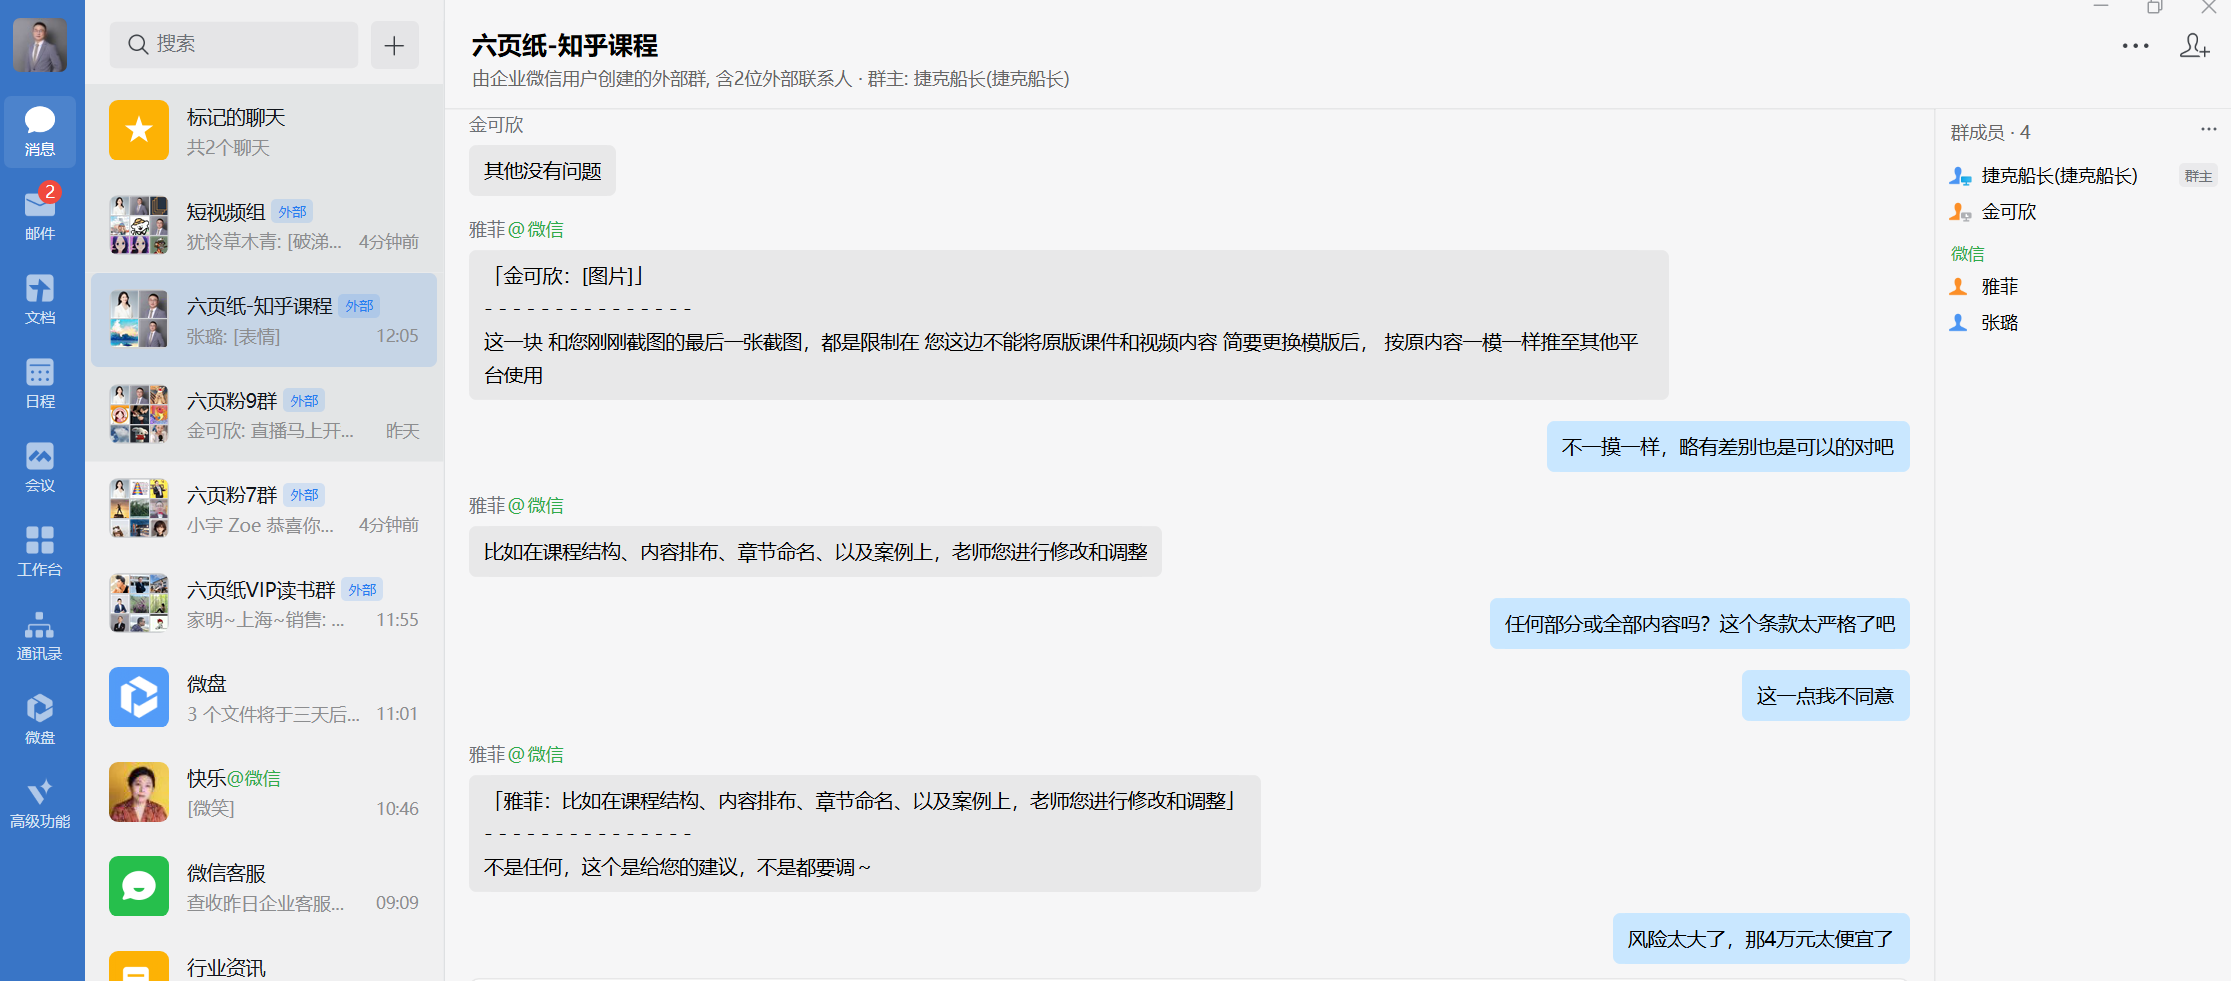 消息
2
邮件
文档
日程
会议
工作台
通讯录
微盘
高级功能
搜索
标记的聊天
共2个聊天
短视频组 外部
犹怜草木青: [破涕... 4分钟前
六页纸-知乎课程 外部
张璐: [表情] 12:05
六页粉9群 外部
金可欣: 直播马上开... 昨天
六页粉7群 外部
小宇 Zoe 恭喜你... 4分钟前
六页纸VIP读书群 外部
家明~上海~销售: ... 11:55
微盘
3 个文件将于三天后... 11:01
快乐@微信
[微笑] 10:46
微信客服
查收昨日企业客服... 09:09
行业资讯
六页纸-知乎课程
由企业微信用户创建的外部群, 含2位外部联系人 · 群主: 捷克船长(捷克船长)
金可欣
其他没有问题
雅菲@微信
「金可欣：[图片]」
- - - - - - - - - - - - - - -
这一块 和您刚刚截图的最后一张截图，都是限制在 您这边不能将原版课件和视频内容 简要更换模版后， 按原内容一模一样推至其他平
台使用
不一摸一样，略有差别也是可以的对吧
雅菲@微信
比如在课程结构、内容排布、章节命名、以及案例上，老师您进行修改和调整
任何部分或全部内容吗？这个条款太严格了吧
这一点我不同意
雅菲@微信
「雅菲：比如在课程结构、内容排布、章节命名、以及案例上，老师您进行修改和调整」
- - - - - - - - - - - - - - -
不是任何，这个是给您的建议，不是都要调～
风险太大了，那4万元太便宜了
群成员 · 4
捷克船长(捷克船长) 群主
金可欣
微信
雅菲
张璐